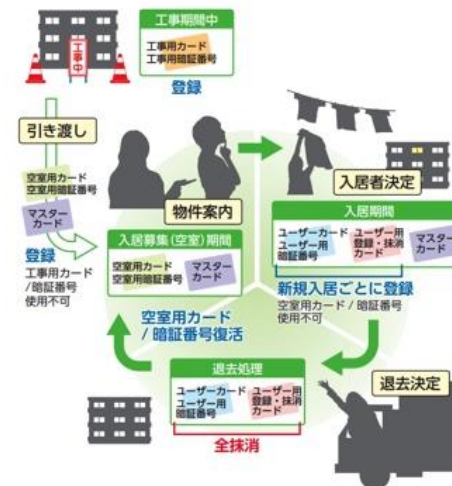 工事期間中
工事用カード
工事用暗証番号
登録
工事中
引き渡し
空室用カード
空室用暗証番号
マスター
カード
登録
工事用カード
/暗証番号
使用不可
物件案内
入居募集(空室)期間
空室用カード
空室用暗証番号
マスター
カード
入居者決定
入居期間
ユーザーカード
ユーザー用
暗証番号
ユーザー用
登録・抹消
カード
マスター
カード
新規入居ごとに登録
空室用カード/暗証番号
使用不可
空室用カード
/暗証番号復活
退去処理
ユーザーカード
ユーザー用
暗証番号
ユーザー用
登録・抹消
カード
全抹消
退去決定